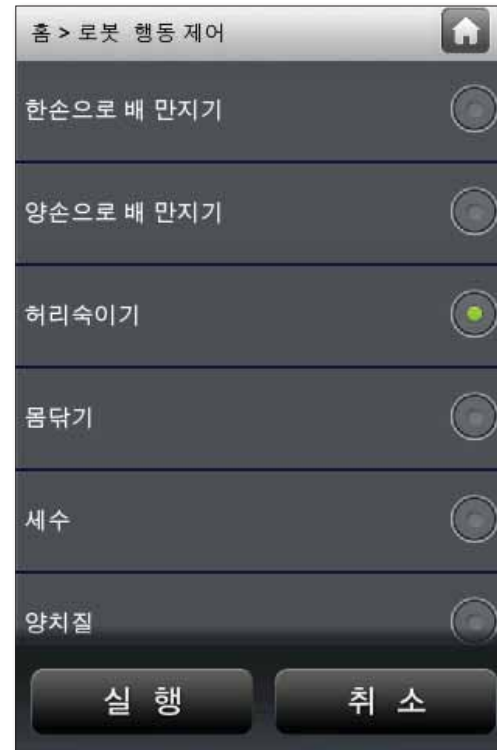 홈 > 로봇 행동 제어
한손으로 배 만지기
양손으로 배 만지기
허리숙이기
몸닦기
세수
양치질
실 행
취 소